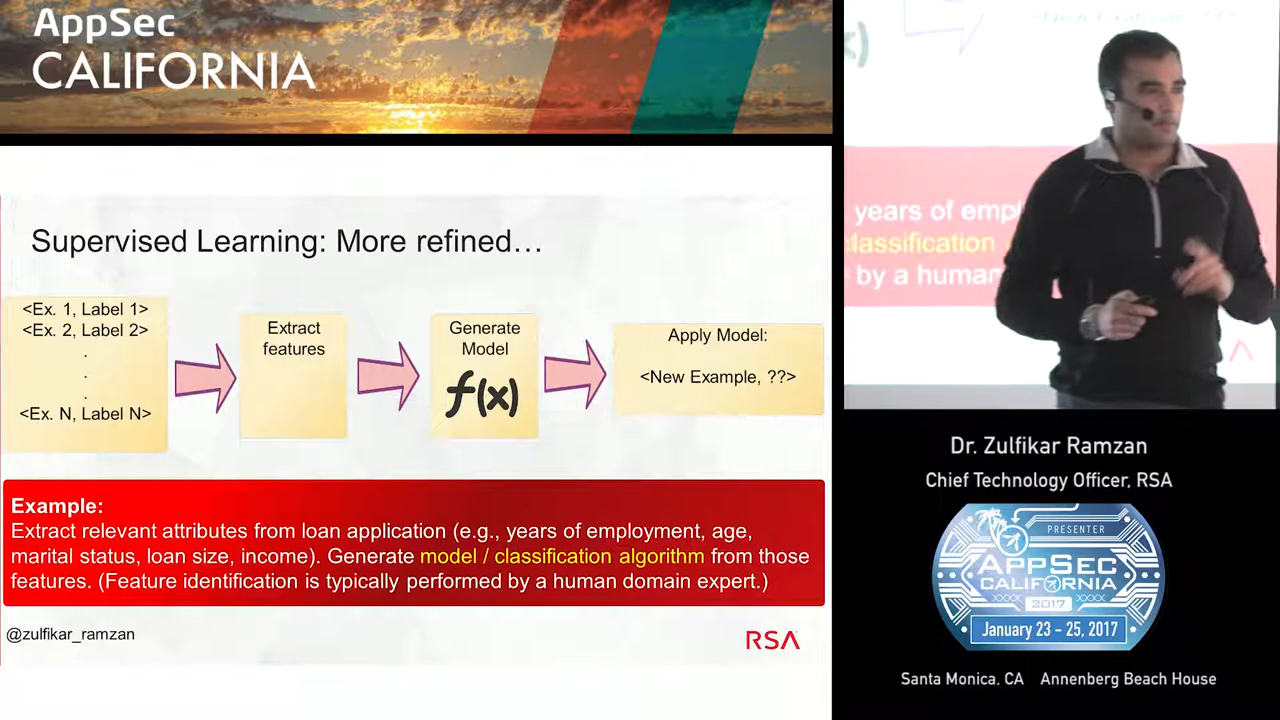 AppSec
CALIFORNIA
Supervised Learning: More refined…
<Ex. 1, Label 1>
<Ex. 2, Label 2>
.
.
.
<Ex. N, Label N>
Extract
features
Generate
Model
f(x)
Apply Model:
<New Example, ??>
Example:
Extract relevant attributes from loan application (e.g., years of employment, age,
marital status, loan size, income). Generate model / classification algorithm from those
features. (Feature identification is typically performed by a human domain expert.)
@zulfikar_ramzan
RSA
years of emp
classification
by a human
Dr. Zulfikar Ramzan
Chief Technology Officer, RSA
PRESENTER
APPSEC
CALIFORNIA
2017
January 23 - 25, 2017
Santa Monica, CA Annenberg Beach House